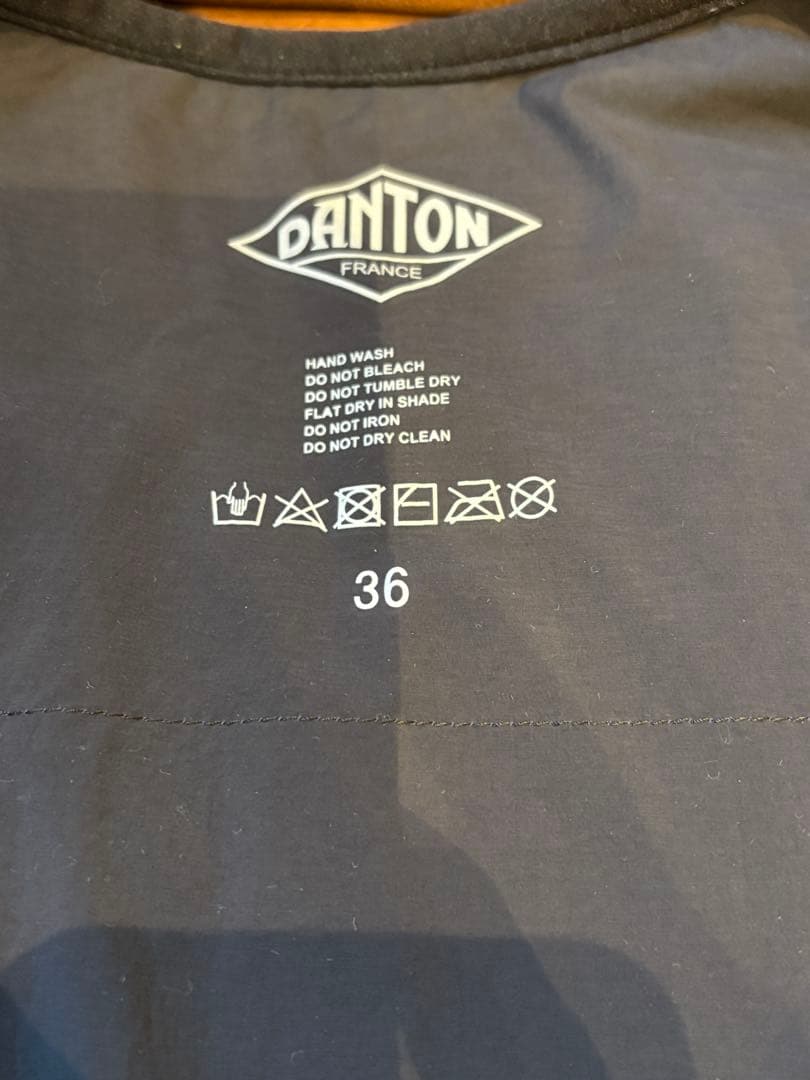 DANTON
FRANCE
HAND WASH
DO NOT BLEACH
DO NOT TUMBLE DRY
FLAT DRY IN SHADE
DO NOT IRON
DO NOT DRY CLEAN
36